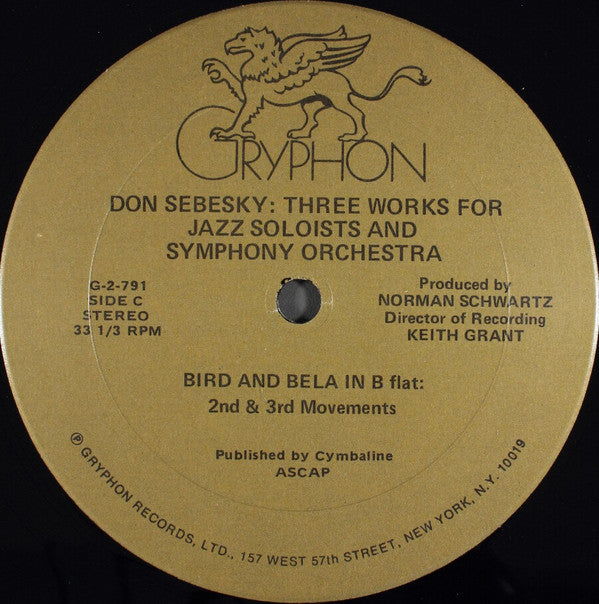 GRYPHON
DON SEBESKY: THREE WORKS FOR
JAZZ SOLOISTS AND
SYMPHONY ORCHESTRA
G-2-791
SIDE C
STEREO
33 1/3 RPM
Produced by
NORMAN SCHWARTZ
Director of Recording
KEITH GRANT
BIRD AND BELA IN B flat:
2nd & 3rd Movements
Published by Cymbaline
ASCAP
Ⓟ GRYPHON RECORDS, LTD., 157 WEST 57th STREET, NEW YORK, N.Y. 10019